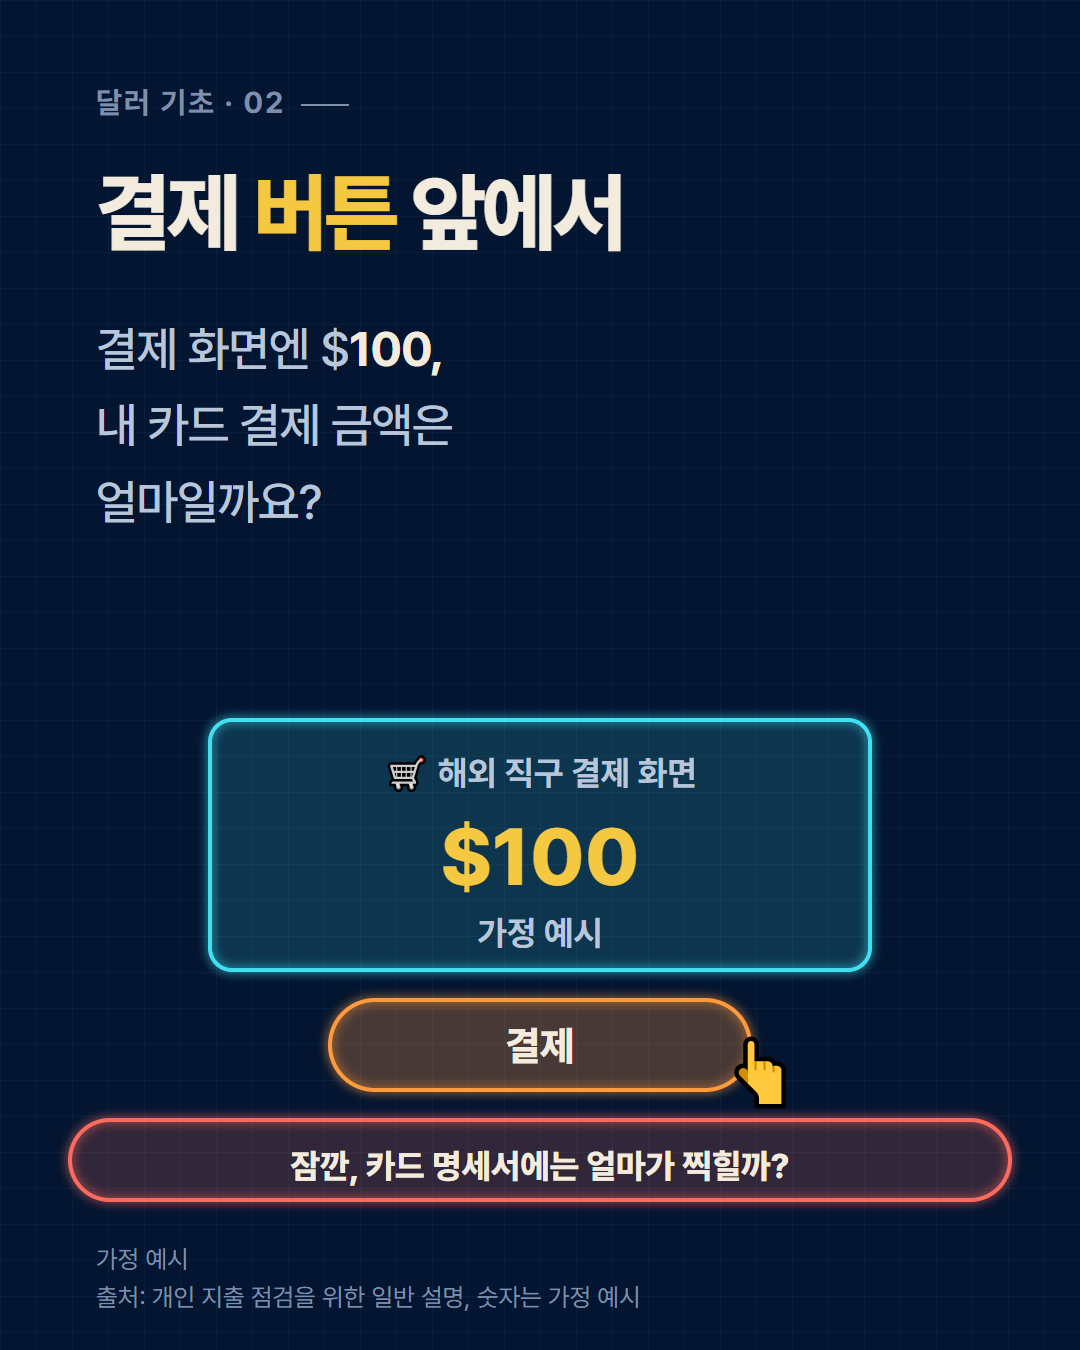 달러 기초 · 02
결제 버튼 앞에서
결제 화면엔 $100,
내 카드 결제 금액은
얼마일까요?
해외 직구 결제 화면
$100
가정 예시
결제
잠깐, 카드 명세서에는 얼마가 찍힐까?
가정 예시
출처: 개인 지출 점검을 위한 일반 설명, 숫자는 가정 예시